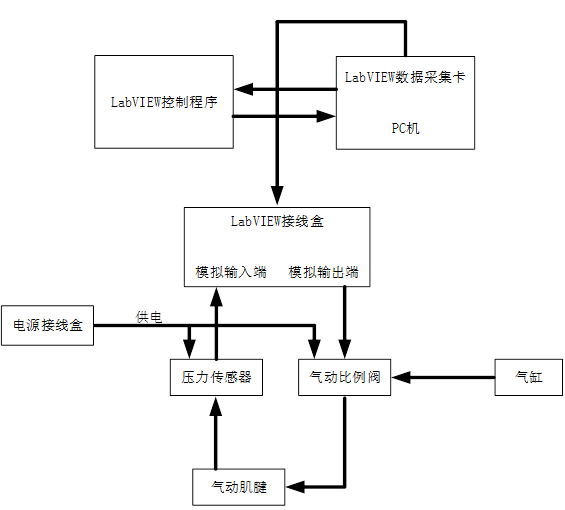 LabVIEW数据采集卡
LabVIEW控制程序
PC机
LabVIEW接线盒
模拟输入端 模拟输出端
供电
电源接线盒
压力传感器 气动比例阀 气缸
气动肌腱